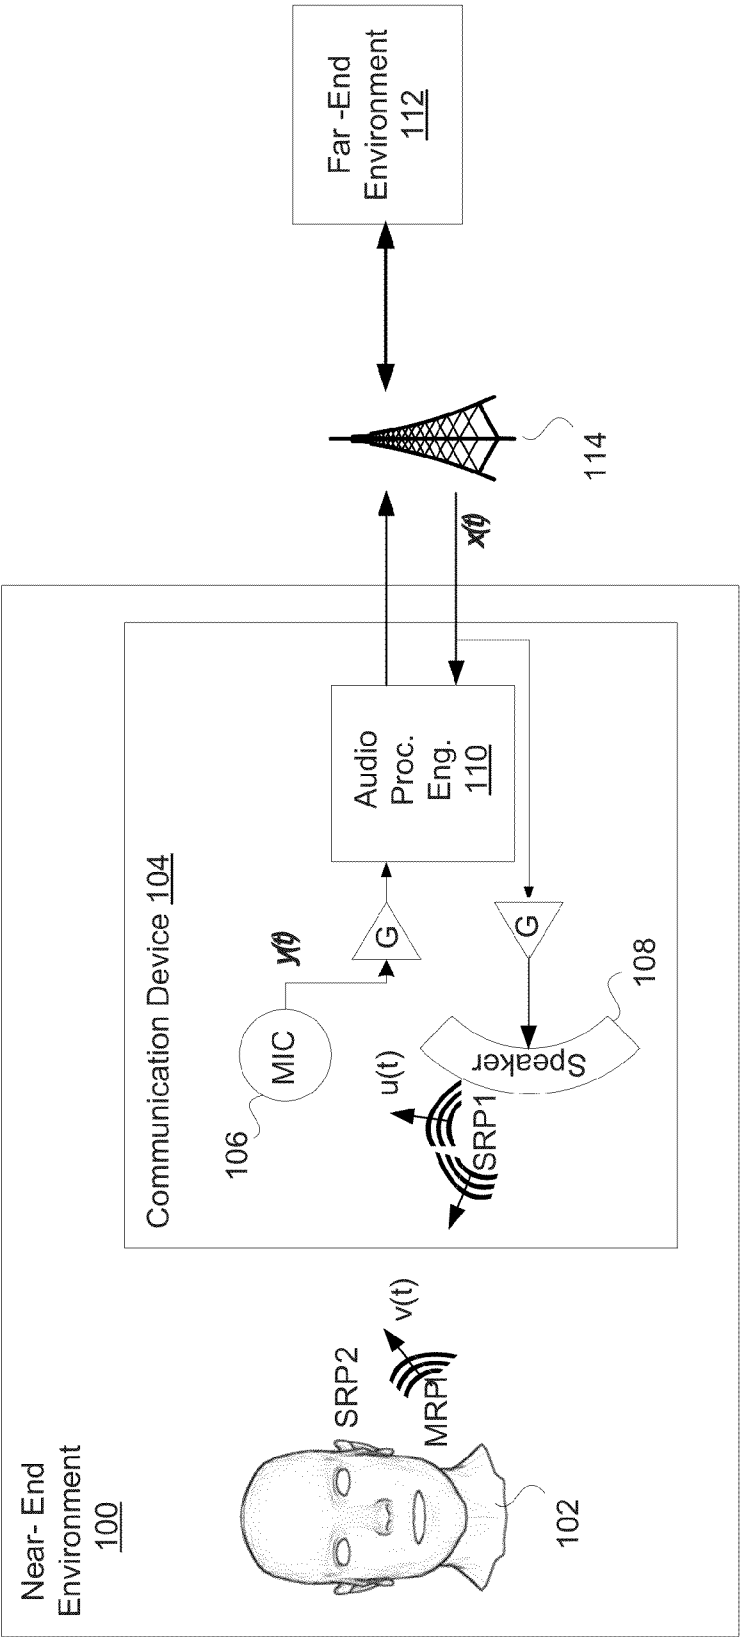 Near- End
Environment
100
Communication Device 104
Far -End
Environment
112
106
MIC
y(t)
G
Audio
Proc.
Eng.
110
x(t)
114
SRP2
MRP1
v(t)
u(t)
SRP1
Speaker
G
108
102